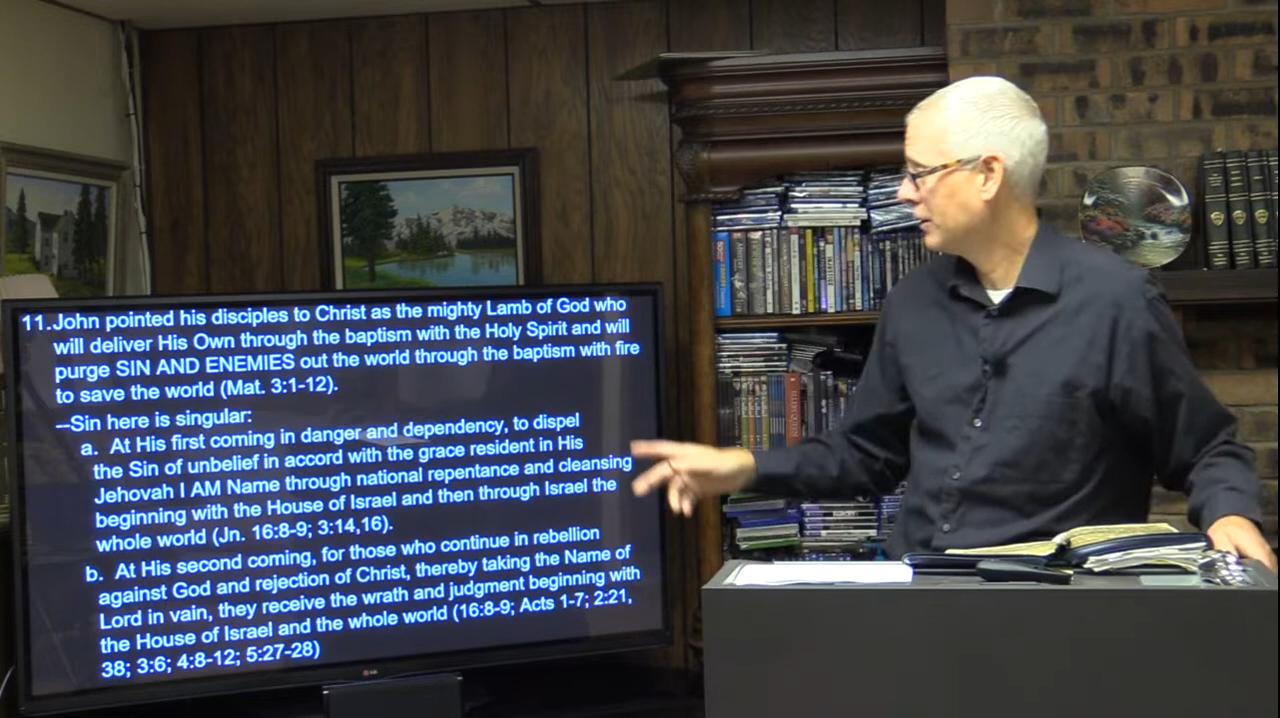 11.John pointed his disciples to Christ as the mighty Lamb of God who
will deliver His Own through the baptism with the Holy Spirit and will
purge SIN AND ENEMIES out the world through the baptism with fire
to save the world (Mat. 3:1-12).
--Sin here is singular:
a. At His first coming in danger and dependency, to dispel
the Sin of unbelief in accord with the grace resident in His
Jehovah I AM Name through national repentance and cleansing
beginning with the House of Israel and then through Israel the
whole world (Jn. 16:8-9; 3:14,16).
b. At His second coming, for those who continue in rebellion
against God and rejection of Christ, thereby taking the Name of
Lord in vain, they receive the wrath and judgment beginning with
the House of Israel and the whole world (16:8-9; Acts 1-7; 2:21,
38; 3:6; 4:8-12; 5:27-28)
LG